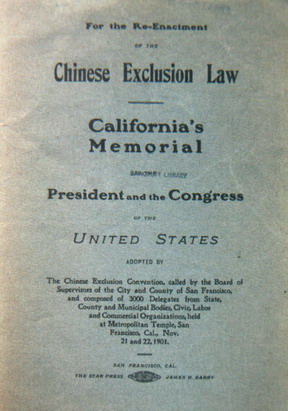 For the Re-Enactment
OF THE
Chinese Exclusion Law
California's
Memorial
BANCROFT LIBRARY
TO THE
President and the Congress
OF THE
UNITED STATES
ADOPTED BY
The Chinese Exclusion Convention, called by the Board of
Supervisors of the City and County of San Francisco,
and composed of 3000 Delegates from State,
County and Municipal Bodies, Civic, Labor
and Commercial Organizations, held
at Metropolitan Temple, San
Francisco, Cal., Nov.
21 and 22, 1901.
SAN FRANCISCO, CAL.
THE STAR PRESS JAMES H. BARRY